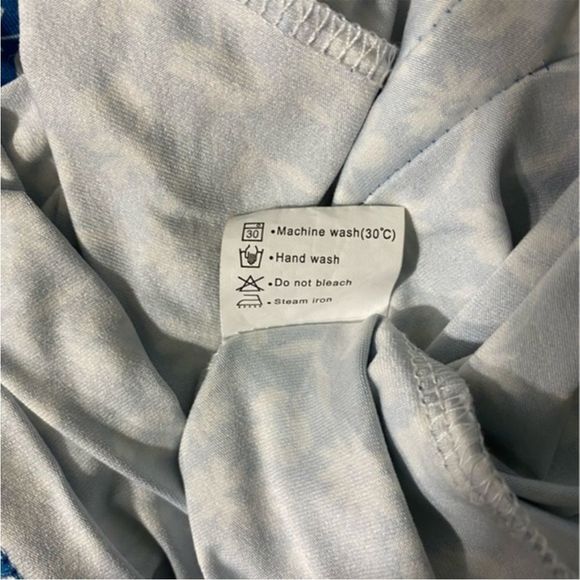 30 •Machine wash(30℃)
•Hand wash
•Do not bleach
•Steam iron